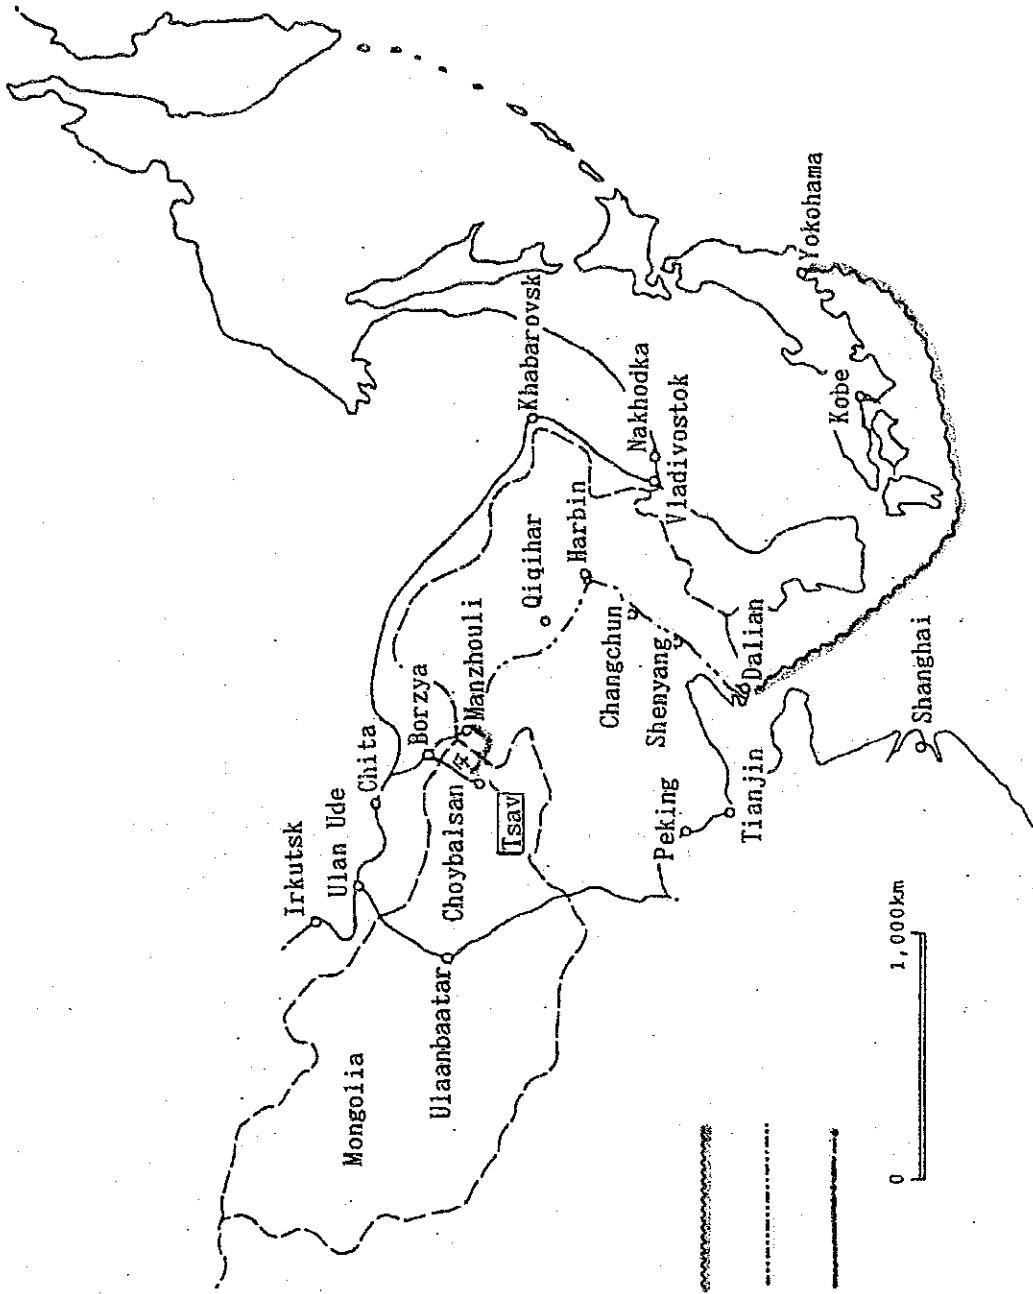 Irkutsk
Ulan Ude
Chita
Borzya
Manzhouli
Choybalsan
Tsav
Mongolia
Ulaanbaatar
Khabarovsk
Qiqihar
Harbin
Nakhodka
Vladivostok
Changchun
Shenyang
Dalian
Peking
Tianjin
Shanghai
Kobe
Yokohama
0 1,000km